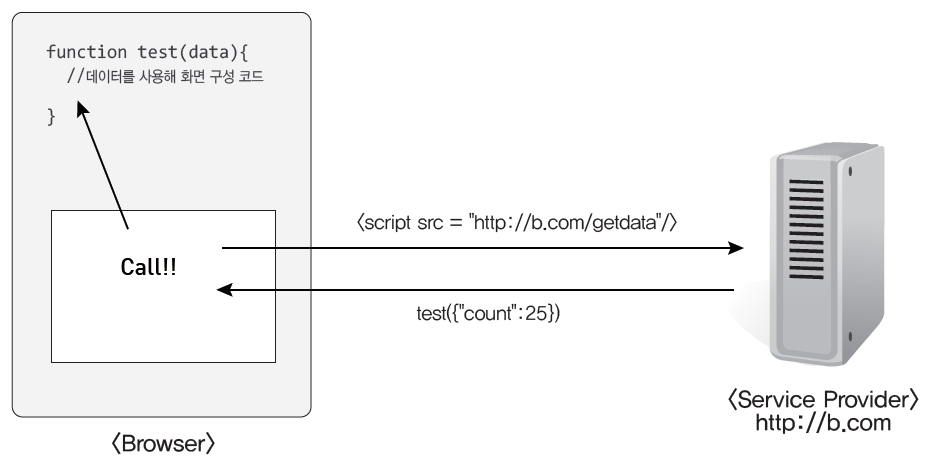 function test(data){
//데이터를 사용해 화면 구성 코드
}
Call!!
〈script src = "http://b.com/getdata"/〉
test({"count":25})
〈Service Provider〉
http://b.com
〈Browser〉